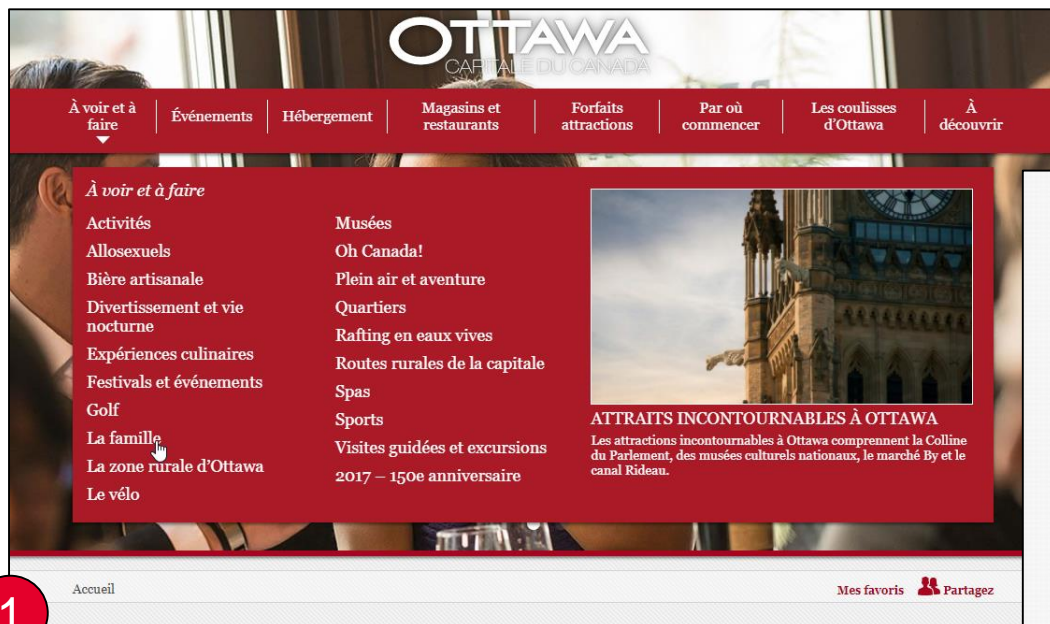 OTTAWA
CAPITALE DU CANADA
À voir et à
faire
Événements
Hébergement
Magasins et
restaurants
Forfaits
attractions
Par où
commencer
Les coulisses
d'Ottawa
À
découvrir
À voir et à faire
Activités
Allosexuels
Bière artisanale
Divertissement et vie
nocturne
Expériences culinaires
Festivals et événements
Golf
La famille
La zone rurale d'Ottawa
Le vélo
Musées
Oh Canada!
Plein air et aventure
Quartiers
Rafting en eaux vives
Routes rurales de la capitale
Spas
Sports
Visites guidées et excursions
2017 – 150e anniversaire
ATTRAITS INCONTOURNABLES À OTTAWA
Les attractions incontournables à Ottawa comprennent la Colline
du Parlement, des musées culturels nationaux, le marché By et le
canal Rideau.
Accueil
Mes favoris
Partagez
1